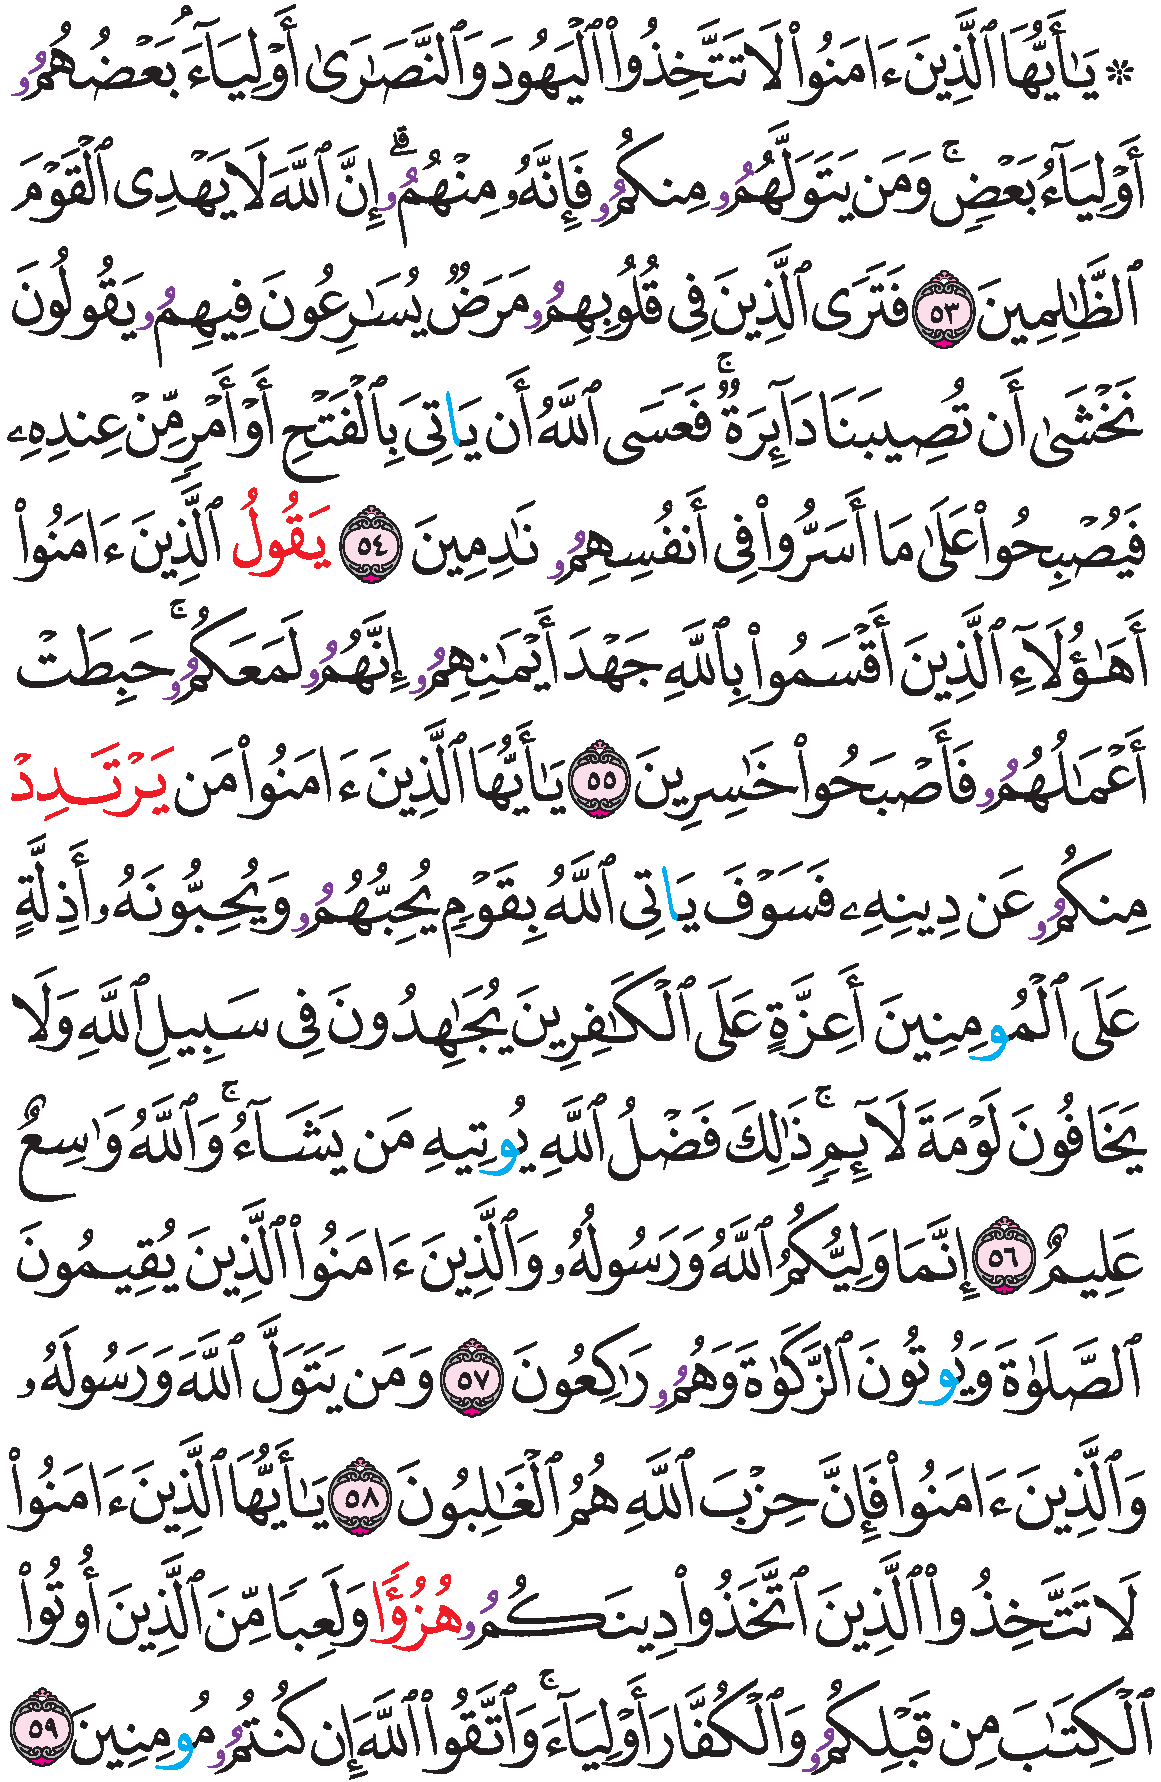 ۞ يَٰٓأَيُّهَا ٱلَّذِينَ ءَامَنُوا۟ لَا تَتَّخِذُوا۟ ٱلْيَهُودَ وَٱلنَّصَٰرَىٰٓ أَوْلِيَآءَ بَعْضُهُمُۥ
أَوْلِيَآءُ بَعْضٖۚ وَمَن يَتَوَلَّهُمُۥ مِنكُمُۥ فَإِنَّهُۥ مِنْهُمُۥٓۗ إِنَّ ٱللَّهَ لَا يَهْدِى ٱلْقَوْمَ
ٱلظَّٰلِمِينَ ٥٣ فَتَرَى ٱلَّذِينَ فِى قُلُوبِهِمُۥ مَرَضٞ يُسَٰرِعُونَ فِيهِمُۥ يَقُولُونَ
نَخْشَىٰٓ أَن تُصِيبَنَا دَآئِرَةٞۚ فَعَسَى ٱللَّهُ أَن يَاتِىَ بِٱلْفَتْحِ أَوْ أَمْرٖ مِّنْ عِندِهِۦ
فَيُصْبِحُوا۟ عَلَىٰ مَآ أَسَرُّوا۟ فِىٓ أَنفُسِهِمُۥ نَٰدِمِينَ ٥٤ يَقُولُ ٱلَّذِينَ ءَامَنُوٓا۟
أَهَٰٓؤُلَآءِ ٱلَّذِينَ أَقْسَمُوا۟ بِٱللَّهِ جَهْدَ أَيْمَٰنِهِمُۥٓ إِنَّهُمُۥ لَمَعَكُمُۥۚ حَبِطَتْ
أَعْمَٰلُهُمُۥ فَأَصْبَحُوا۟ خَٰسِرِينَ ٥٥ يَٰٓأَيُّهَا ٱلَّذِينَ ءَامَنُوا۟ مَن يَرْتَدِدْ
مِنكُمُۥ عَن دِينِهِۦ فَسَوْفَ يَاتِى ٱللَّهُ بِقَوْمٖ يُحِبُّهُمُۥ وَيُحِبُّونَهُۥٓ أَذِلَّةٍ
عَلَى ٱلْمُومِنِينَ أَعِزَّةٍ عَلَى ٱلْكَٰفِرِينَ يُجَٰهِدُونَ فِى سَبِيلِ ٱللَّهِ وَلَا
يَخَافُونَ لَوْمَةَ لَآئِمٖۚ ذَٰلِكَ فَضْلُ ٱللَّهِ يُوتِيهِ مَن يَشَآءُۚ وَٱللَّهُ وَٰسِعٌ
عَلِيمٌ ٥٦ إِنَّمَا وَلِيُّكُمُ ٱللَّهُ وَرَسُولُهُۥ وَٱلَّذِينَ ءَامَنُوا۟ ٱلَّذِينَ يُقِيمُونَ
ٱلصَّلَوٰةَ وَيُوتُونَ ٱلزَّكَوٰةَ وَهُمُۥ رَٰكِعُونَ ٥٧ وَمَن يَتَوَلَّ ٱللَّهَ وَرَسُولَهُۥ
وَٱلَّذِينَ ءَامَنُوا۟ فَإِنَّ حِزْبَ ٱللَّهِ هُمُ ٱلْغَٰلِبُونَ ٥٨ يَٰٓأَيُّهَا ٱلَّذِينَ ءَامَنُوا۟
لَا تَتَّخِذُوا۟ ٱلَّذِينَ ٱتَّخَذُوا۟ دِينَكُمُۥ هُزُؤٗا وَلَعِبٗا مِّنَ ٱلَّذِينَ أُوتُوا۟
ٱلْكِتَٰبَ مِن قَبْلِكُمُۥ وَٱلْكُفَّارَ أَوْلِيَآءَۚ وَٱتَّقُوا۟ ٱللَّهَ إِن كُنتُمُۥ مُومِنِينَ ٥٩